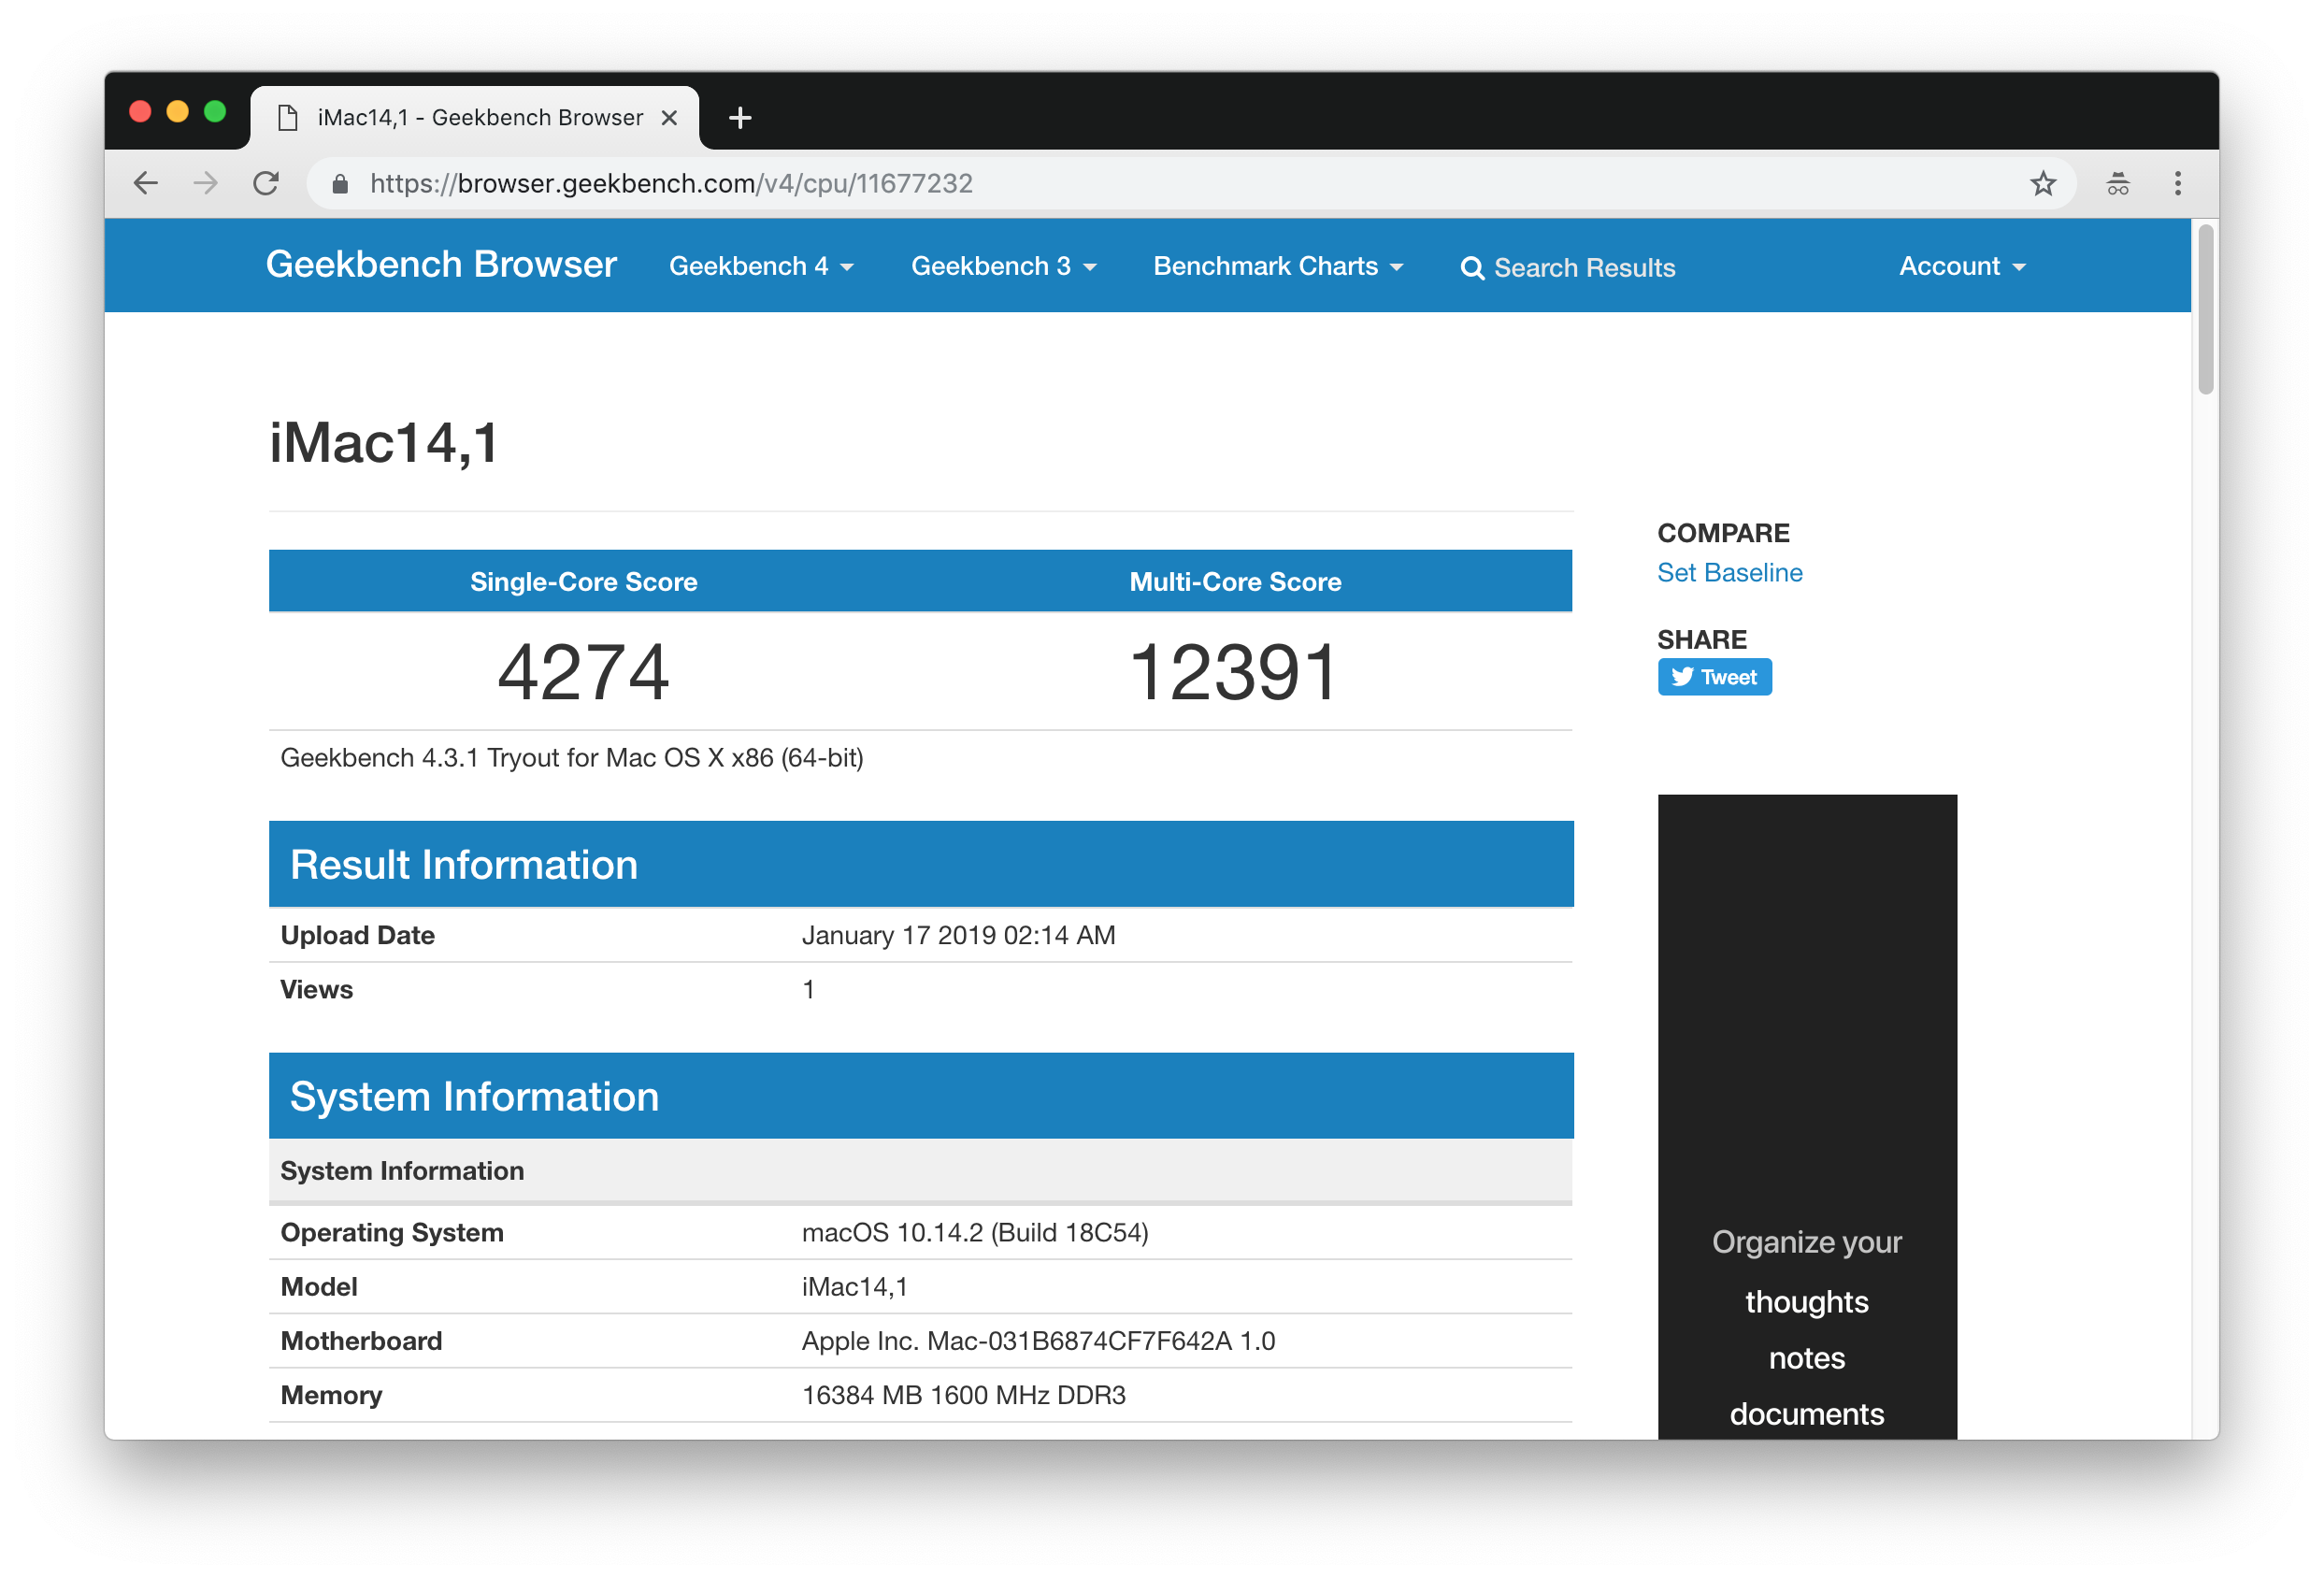 iMac14,1 - Geekbench Browser
https://browser.geekbench.com/v4/cpu/11677232
Geekbench Browser Geekbench 4 Geekbench 3 Benchmark Charts Search Results Account
iMac14,1
Single-Core Score Multi-Core Score
4274 12391
Geekbench 4.3.1 Tryout for Mac OS X x86 (64-bit)
Result Information
Upload Date January 17 2019 02:14 AM
Views 1
System Information
System Information
Operating System macOS 10.14.2 (Build 18C54)
Model iMac14,1
Motherboard Apple Inc. Mac-031B6874CF7F642A 1.0
Memory 16384 MB 1600 MHz DDR3
COMPARE
Set Baseline
SHARE
Tweet
Organize your
thoughts
notes
documents